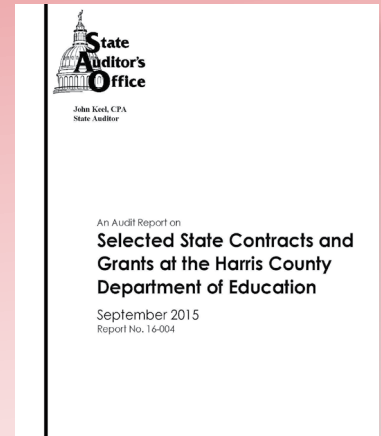 State
Auditor's
Office
John Keel, CPA
State Auditor
An Audit Report on
Selected State Contracts and
Grants at the Harris County
Department of Education
September 2015
Report No. 16-004